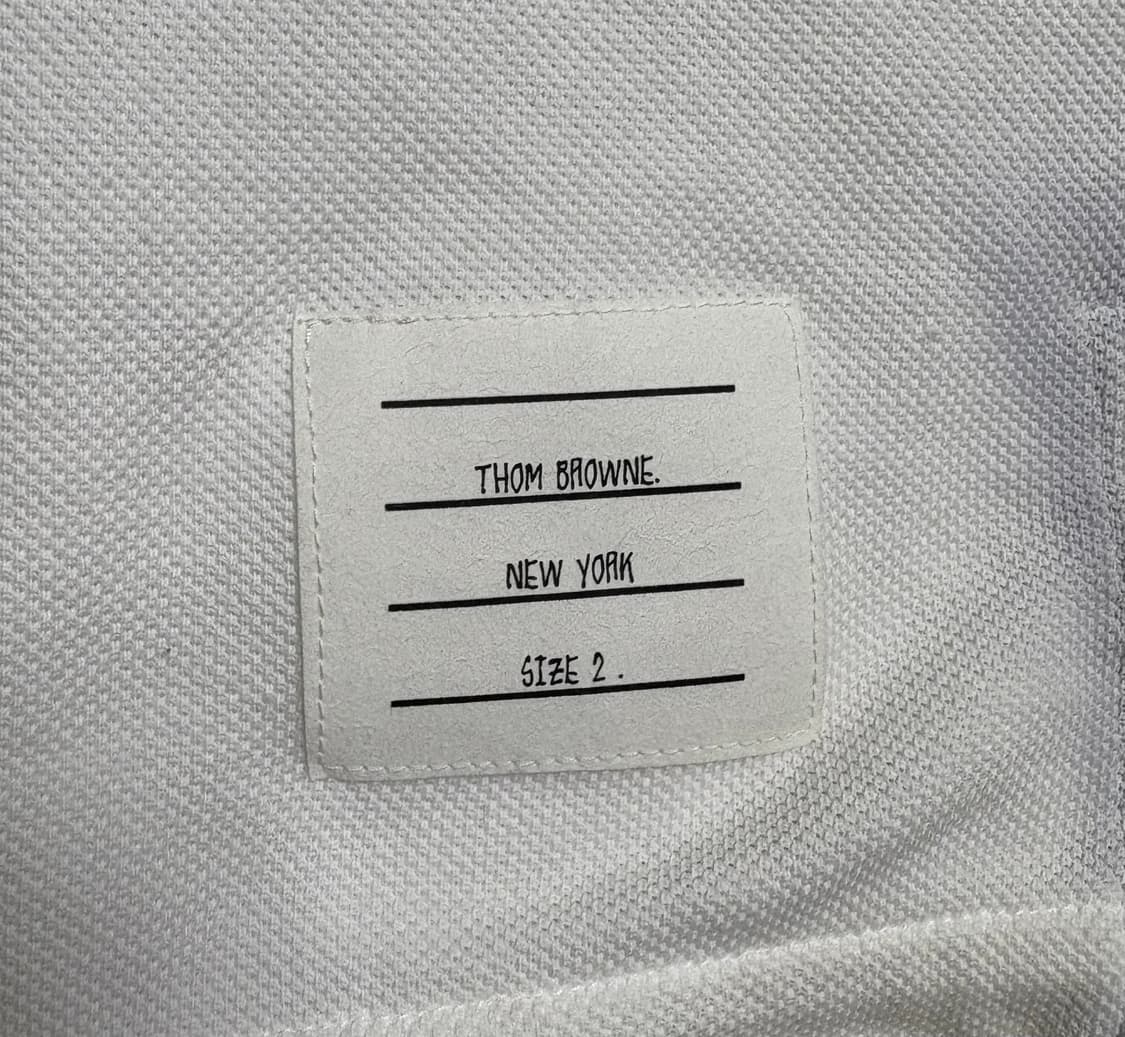 THOM BROWNE.
NEW YORK
SIZE 2 .